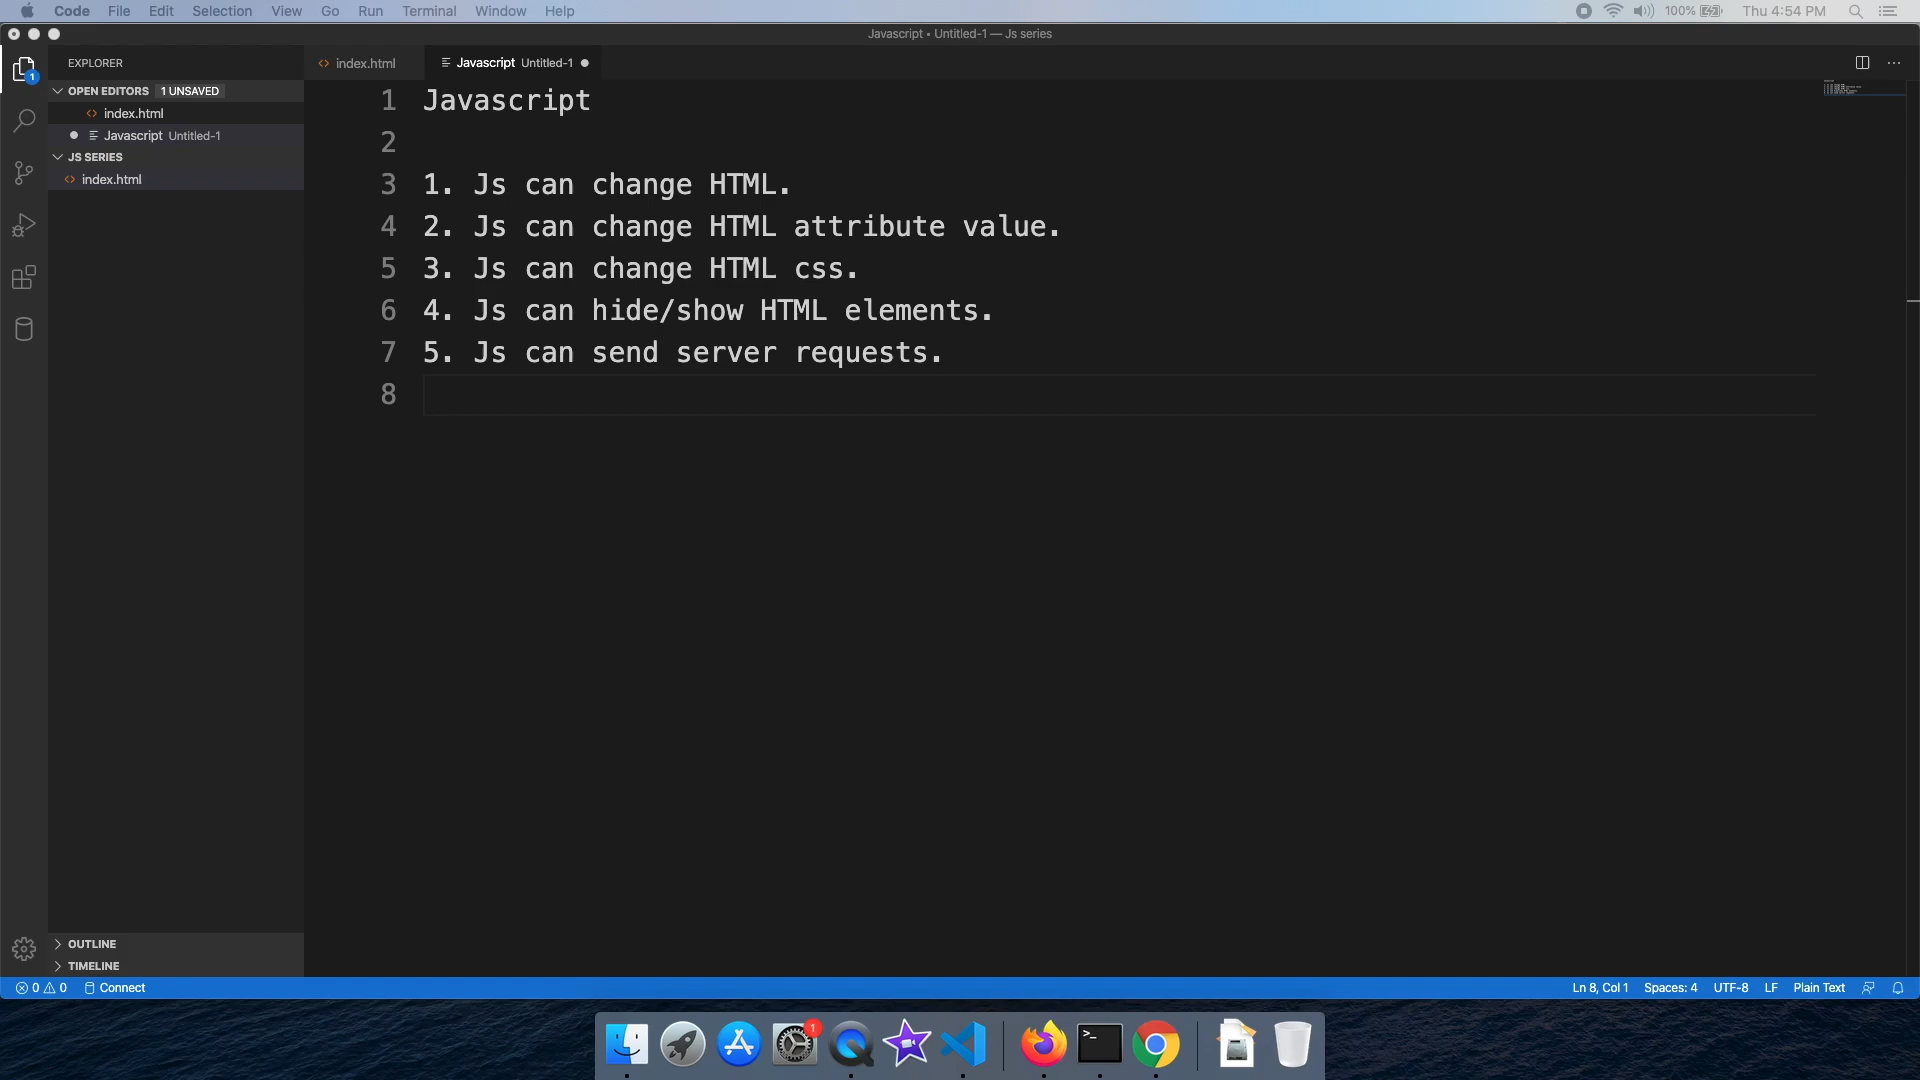 Code File Edit Selection View Go Run Terminal Window Help 100% Thu 4:54 PM
Javascript • Untitled-1 — Js series
EXPLORER
index.html
Javascript Untitled-1
OPEN EDITORS 1 UNSAVED
index.html
Javascript Untitled-1
JS SERIES
index.html
1 Javascript
2
3 1. Js can change HTML.
4 2. Js can change HTML attribute value.
5 3. Js can change HTML css.
6 4. Js can hide/show HTML elements.
7 5. Js can send server requests.
8
OUTLINE
TIMELINE
0 0 Connect
Ln 8, Col 1 Spaces: 4 UTF-8 LF Plain Text
1
1